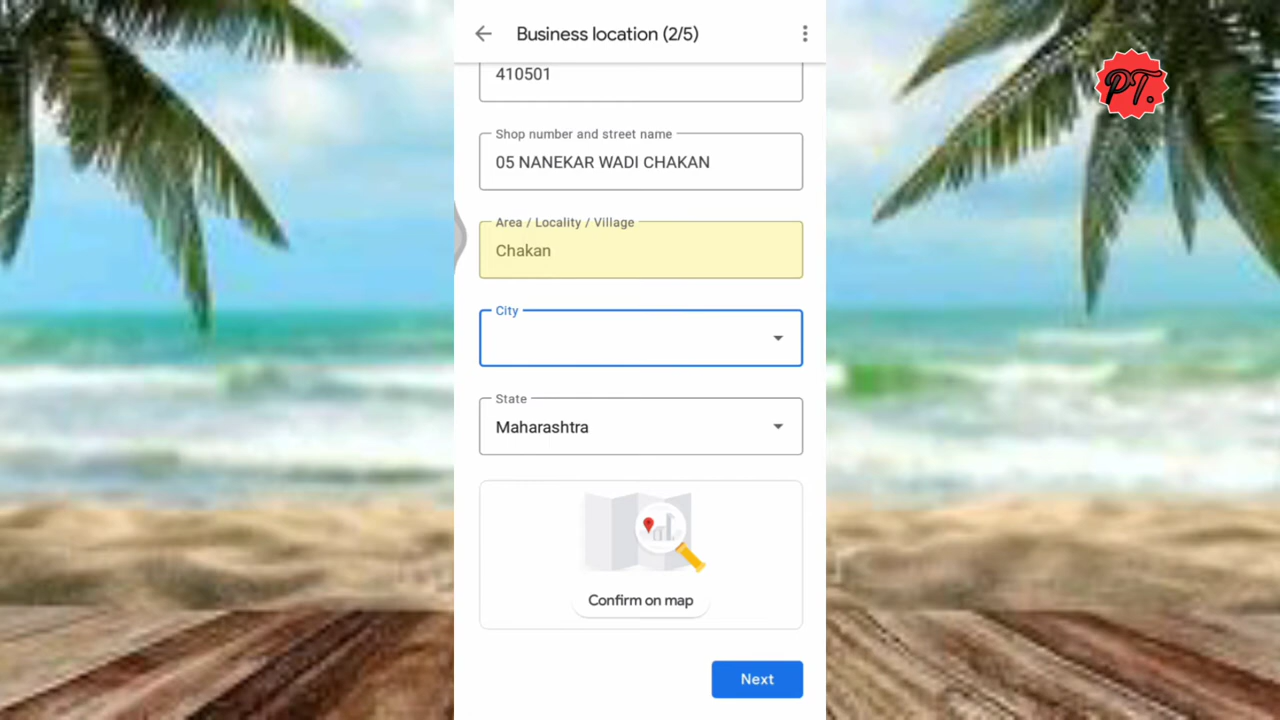 Business location (2/5)
PT.
410501
Shop number and street name
05 NANEKAR WADI CHAKAN
Area / Locality / Village
Chakan
City
State
Maharashtra
Confirm on map
Next